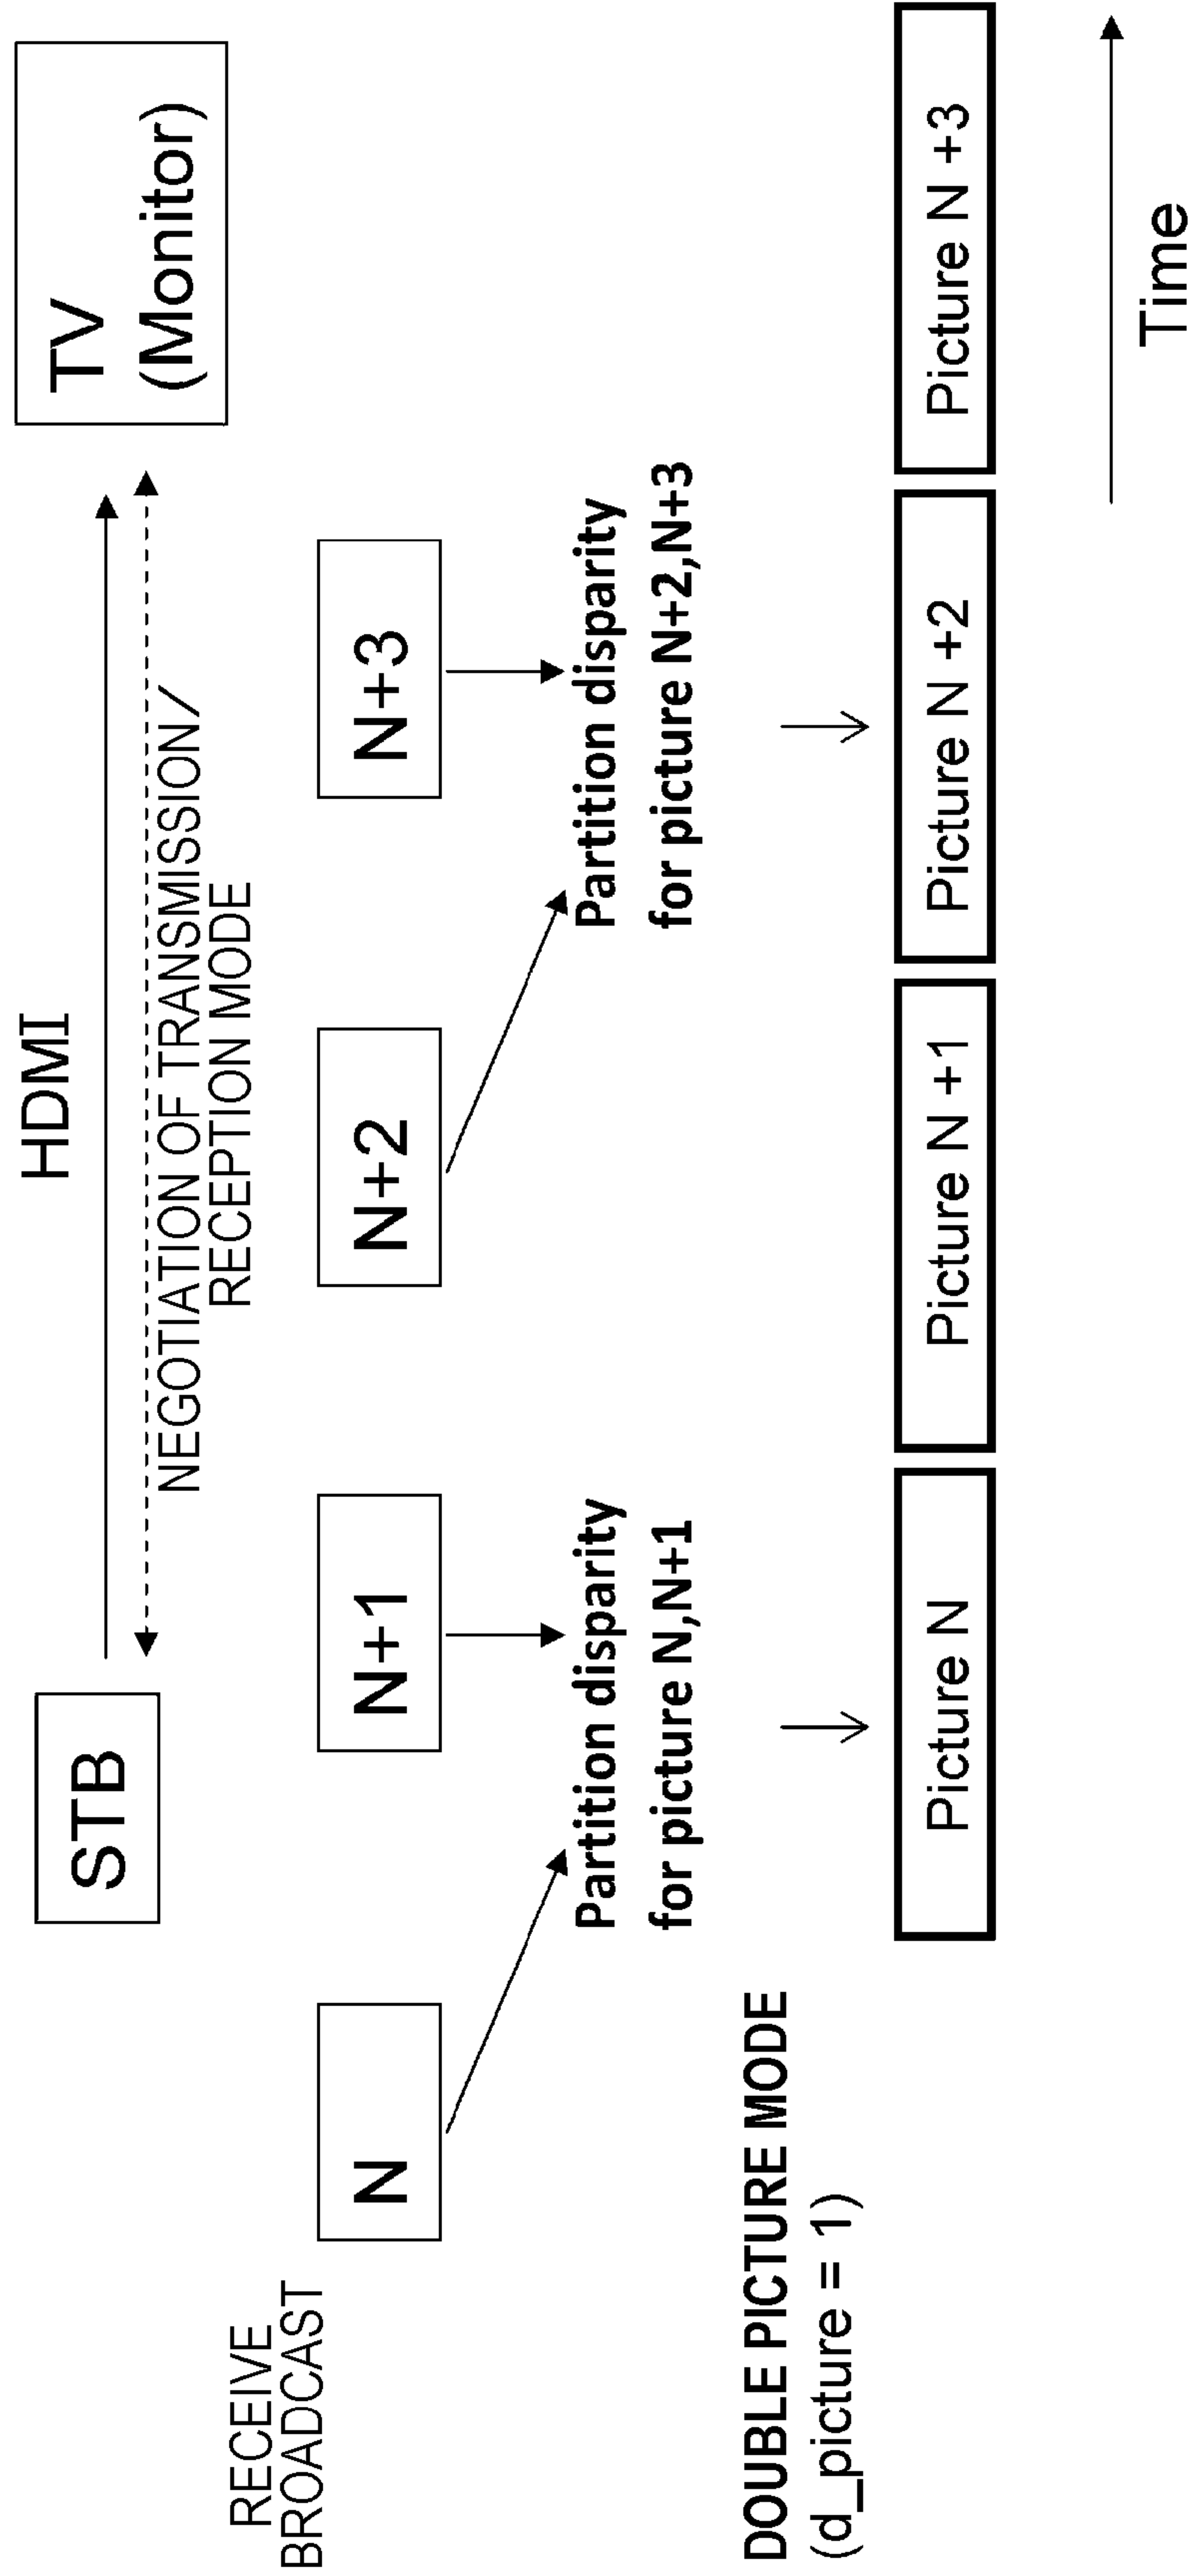 STB
HDMI
NEGOTIATION OF TRANSMISSION/
RECEPTION MODE
TV
(Monitor)
RECEIVE
BROADCAST
N
N+1
N+2
N+3
Partition disparity
for picture N,N+1
Partition disparity
for picture N+2,N+3
DOUBLE PICTURE MODE
(d_picture = 1)
Picture N
Picture N +1
Picture N +2
Picture N +3
Time